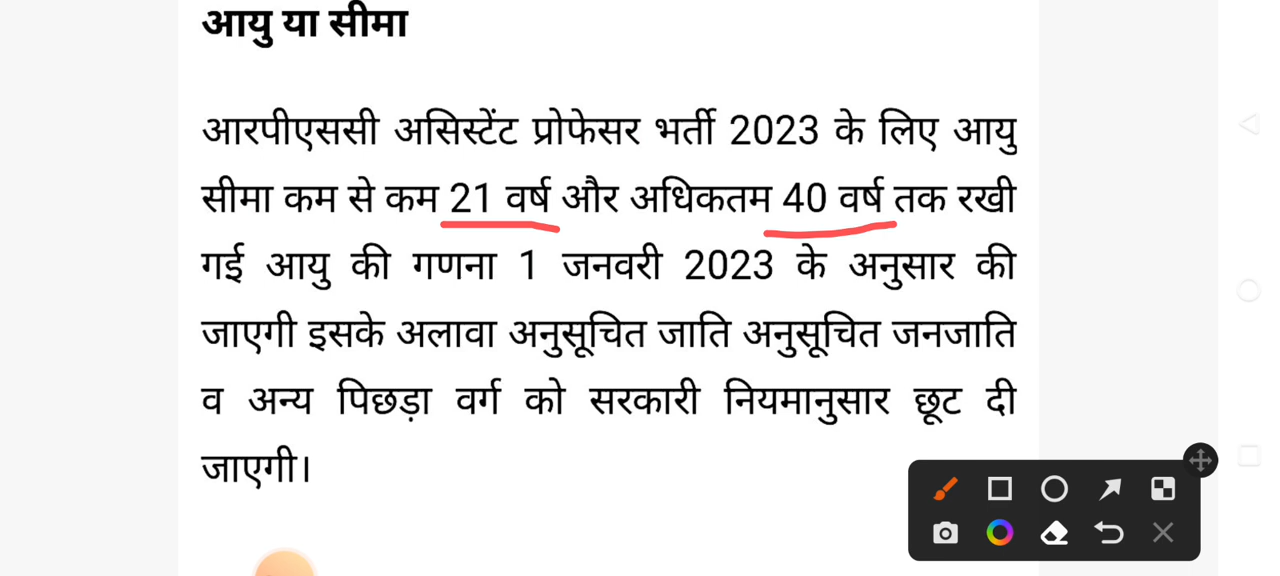 आयु या सीमा
आरपीएससी असिस्टेंट प्रोफेसर भर्ती 2023 के लिए आयु
सीमा कम से कम 21 वर्ष और अधिकतम 40 वर्ष तक रखी
गई आयु की गणना 1 जनवरी 2023 के अनुसार की
जाएगी इसके अलावा अनुसूचित जाति अनुसूचित जनजाति
व अन्य पिछड़ा वर्ग को सरकारी नियमानुसार छूट दी
जाएगी।